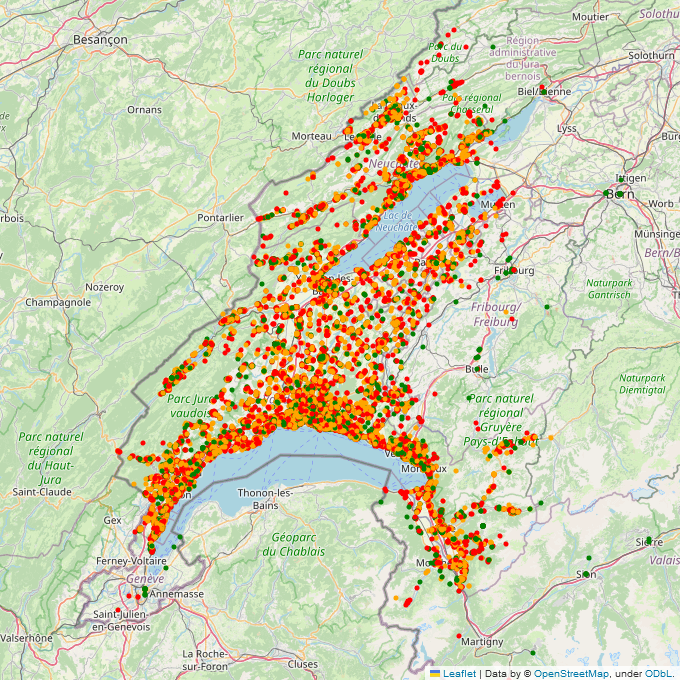 Besançon
Moutier
Solothurn
Parc du
Doubs
Région
administrative
du Jura
bernois
Solothurn
Parc naturel
régional
du Doubs
Horloger
Biel/Bienne
Ornans
Parc régional
Chasseral
Lyss
Morteau
Neuchâtel
Ittigen
Bern
Worb
Murten
Pontarlier
Lac de
Neuchâtel
Münsingen
Fribourg
Nozeroy
Naturpark
Gantrisch
Champagnole
Fribourg/
Freiburg
Bulle
Naturpark
Diemtigtal
Parc Jura
vaudois
Parc naturel
régional
Gruyère
Pays-d'Enhaut
Parc naturel
régional
du Haut-
Jura
Montreux
Saint-Claude
Thonon-les-
Bains
Gex
Géoparc
du Chablais
Ferney-Voltaire
Genève
Sierre
Valais
Sion
Annemasse
Saint-Julien-
en-Genevois
Valserhône
Martigny
La Roche-
sur-Foron
Cluses
Leaflet | Data by © OpenStreetMap, under ODbL.